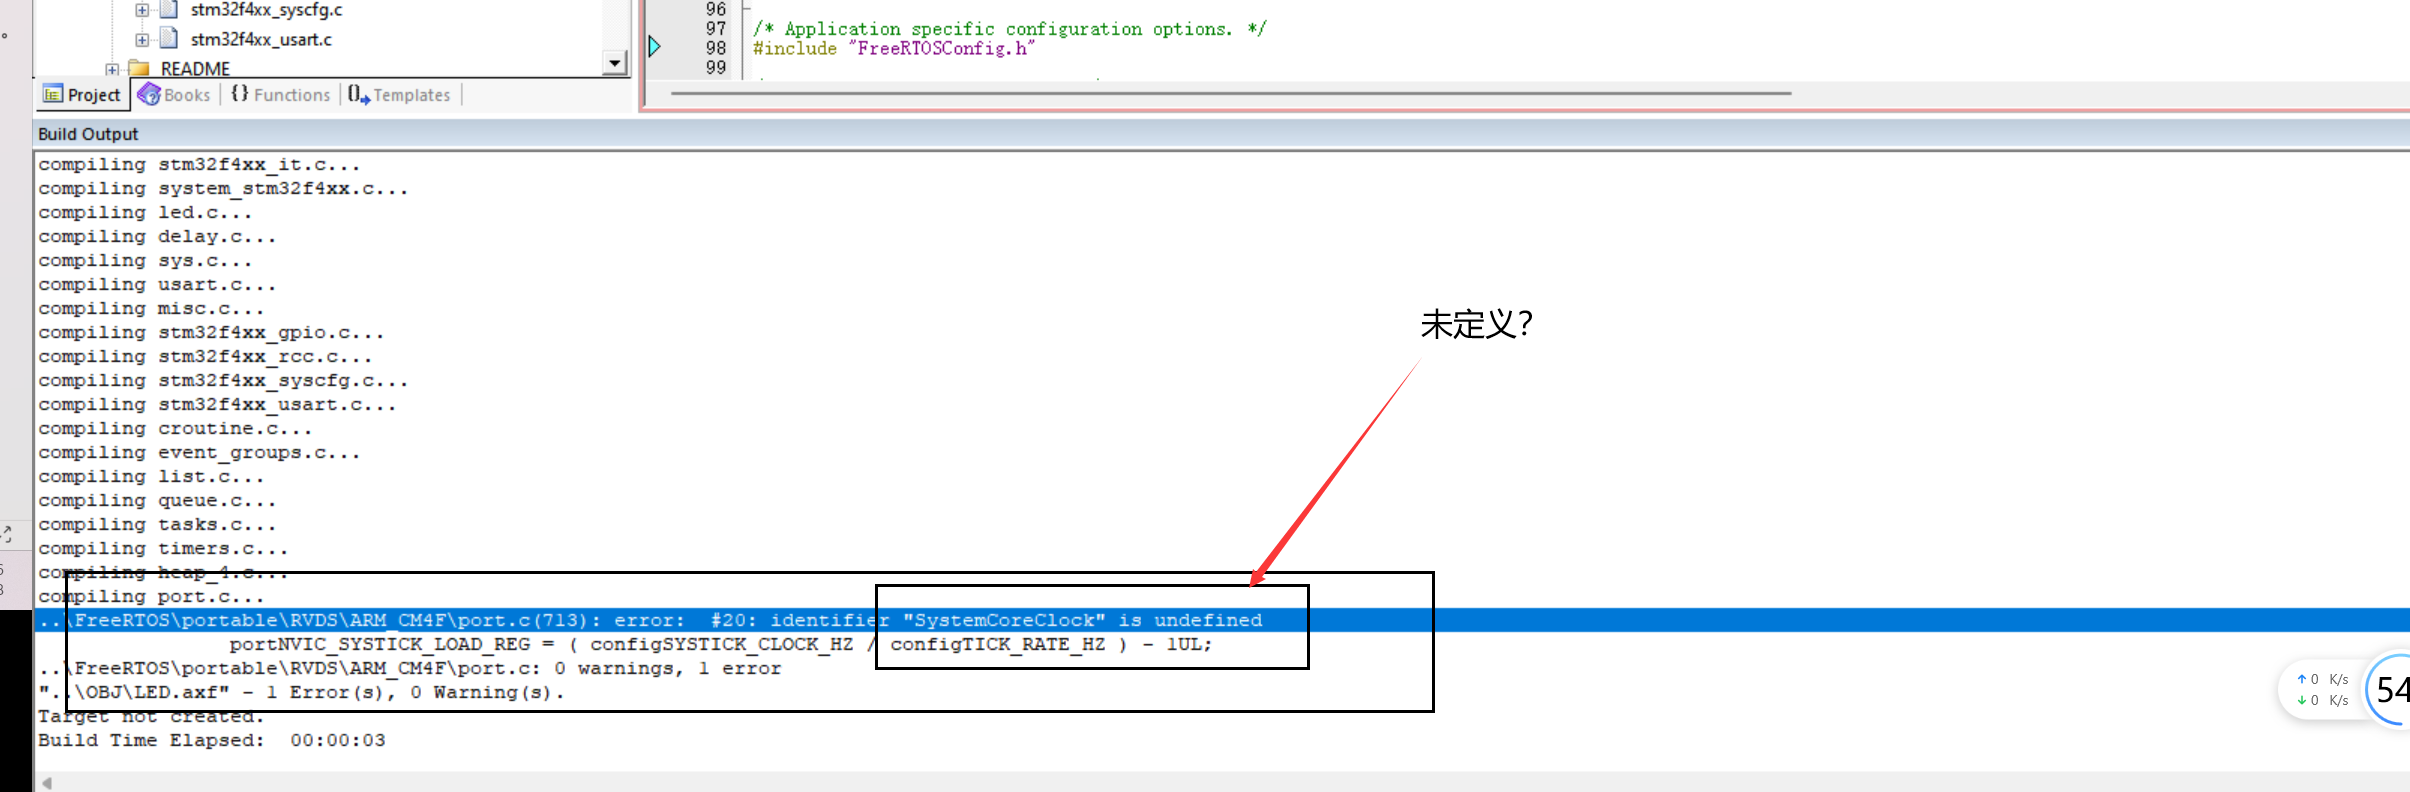 stm32f4xx_syscfg.c
stm32f4xx_usart.c
README
96
97 /* Application specific configuration options. */
98 #include "FreeRTOSConfig.h"
99
Project Books {} Functions Templates
Build Output
compiling stm32f4xx_it.c...
compiling system_stm32f4xx.c...
compiling led.c...
compiling delay.c...
compiling sys.c...
compiling usart.c...
compiling misc.c...
compiling stm32f4xx_gpio.c...
compiling stm32f4xx_rcc.c...
compiling stm32f4xx_syscfg.c...
compiling stm32f4xx_usart.c...
compiling croutine.c...
compiling event_groups.c...
compiling list.c...
compiling queue.c...
compiling tasks.c...
compiling timers.c...
compiling heap_4.c...
compiling port.c...
..\FreeRTOS\portable\RVDS\ARM_CM4F\port.c(713): error:  #20: identifier "SystemCoreClock" is undefined
portNVIC_SYSTICK_LOAD_REG = ( configSYSTICK_CLOCK_HZ / configTICK_RATE_HZ ) - 1UL;
..\FreeRTOS\portable\RVDS\ARM_CM4F\port.c: 0 warnings, 1 error
"..\OBJ\LED.axf" - 1 Error(s), 0 Warning(s).
Target not created.
Build Time Elapsed:  00:00:03
未定义?
↑ 0 K/s
↓ 0 K/s
54